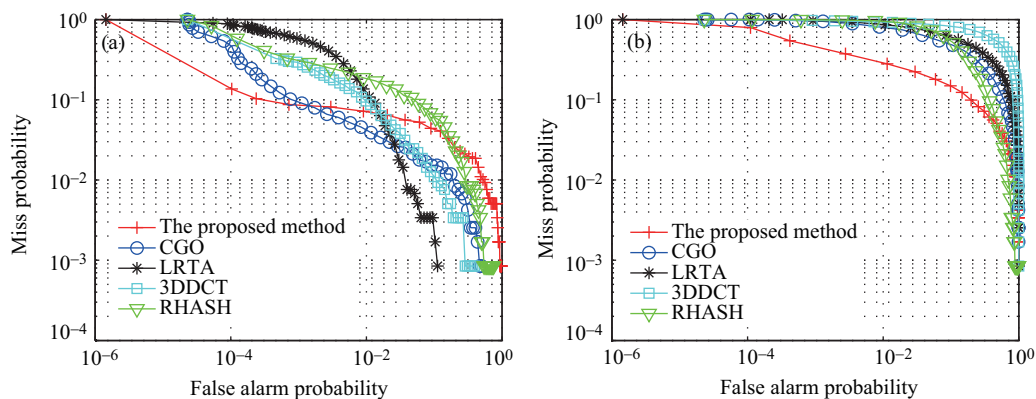 (a)
10^0
10^−1
10^−2
10^−3
10^−4
Miss probability
The proposed method
CGO
LRTA
3DDCT
RHASH
10^−6
10^−4
10^−2
10^0
False alarm probability
(b)
10^0
10^−1
10^−2
10^−3
10^−4
Miss probability
The proposed method
CGO
LRTA
3DDCT
RHASH
10^−6
10^−4
10^−2
10^0
False alarm probability